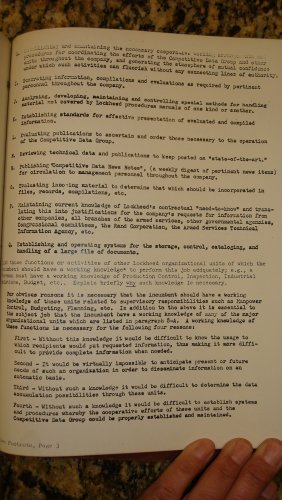 establishing and maintaining the necessary cooperative
procedures for coordinating the efforts of the Competitive Data Group and other
units throughout the company, and generating the atmosphere of mutual confidence
under which such activities can flourish without any connecting lines of authority.
Generating information, compilations and evaluations as required by pertinent
personnel throughout the company.
Analyzing, developing, maintaining and controlling special methods for handling
material not covered by Lockheed procedures manuals of one kind or another.
Establishing standards for effective presentation of evaluated and compiled
information.
Evaluating publications to ascertain and order those necessary to the operation
of the Competitive Data Group.
Reviewing technical data and publications to keep posted on "state-of-the-art."
Publishing "Competitive Data News Notes", (a weekly digest of pertinent news items)
for circulation to management personnel throughout the company.
Evaluating incoming material to determine that which should be incorporated in
files, records, compilations, etc.
Maintaining current knowledge of Lockheed's contractual "need-to-know" and trans-
lating this into justifications for the company's requests for information from
other companies, all branches of the armed services, other governmental agencies,
Congressional committees, the Rand Corporation, the Armed Services Technical
Information Agency, etc.
Establishing and operating systems for the storage, control, cataloging, and
handling of a large file of documents.
those functions or activities of other Lockheed organizational units of which the
incumbent should have a working knowledge to perform this job adequately; e.g.,
must have a working knowledge of Production Control, Inspection, Industrial
Relations, Budget, etc. Explain briefly why such knowledge is necessary.
For obvious reasons it is necessary that the incumbent should have a working
knowledge of those units related to supervisory responsibilities such as Manpower
Control, Budgeting, Planning, etc. In addition to the above it is essential to
the subject job that the incumbent have a working knowledge of many of the major
organizational units which are listed in paragraph A knowledge of working
these functions is necessary for the following four reasons:
First - Without this knowledge it would be difficult to know the usage to
which recipients would put requested information, thus making it more diffi-
cult to provide complete information when needed.
Second - It would be virtually impossible to anticipate present or future
needs of such an organization in order to disseminate information on an
automatic basis.
Third - Without such a knowledge it would be difficult to determine the data
accumulation possibilities through these units.
Fourth - Without such a knowledge it would be difficult to establish systems
and procedures whereby the cooperative efforts of these units and the
Competitive Data Group could be properly established and maintained.
Page 3